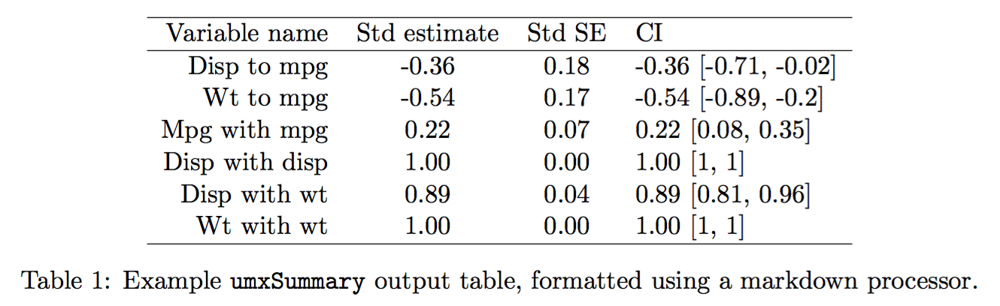 Variable name Std estimate Std SE CI
Disp to mpg -0.36 0.18 -0.36 [-0.71, -0.02]
Wt to mpg -0.54 0.17 -0.54 [-0.89, -0.2]
Mpg with mpg 0.22 0.07 0.22 [0.08, 0.35]
Disp with disp 1.00 0.00 1.00 [1, 1]
Disp with wt 0.89 0.04 0.89 [0.81, 0.96]
Wt with wt 1.00 0.00 1.00 [1, 1]
Table 1: Example umxSummary output table, formatted using a markdown processor.